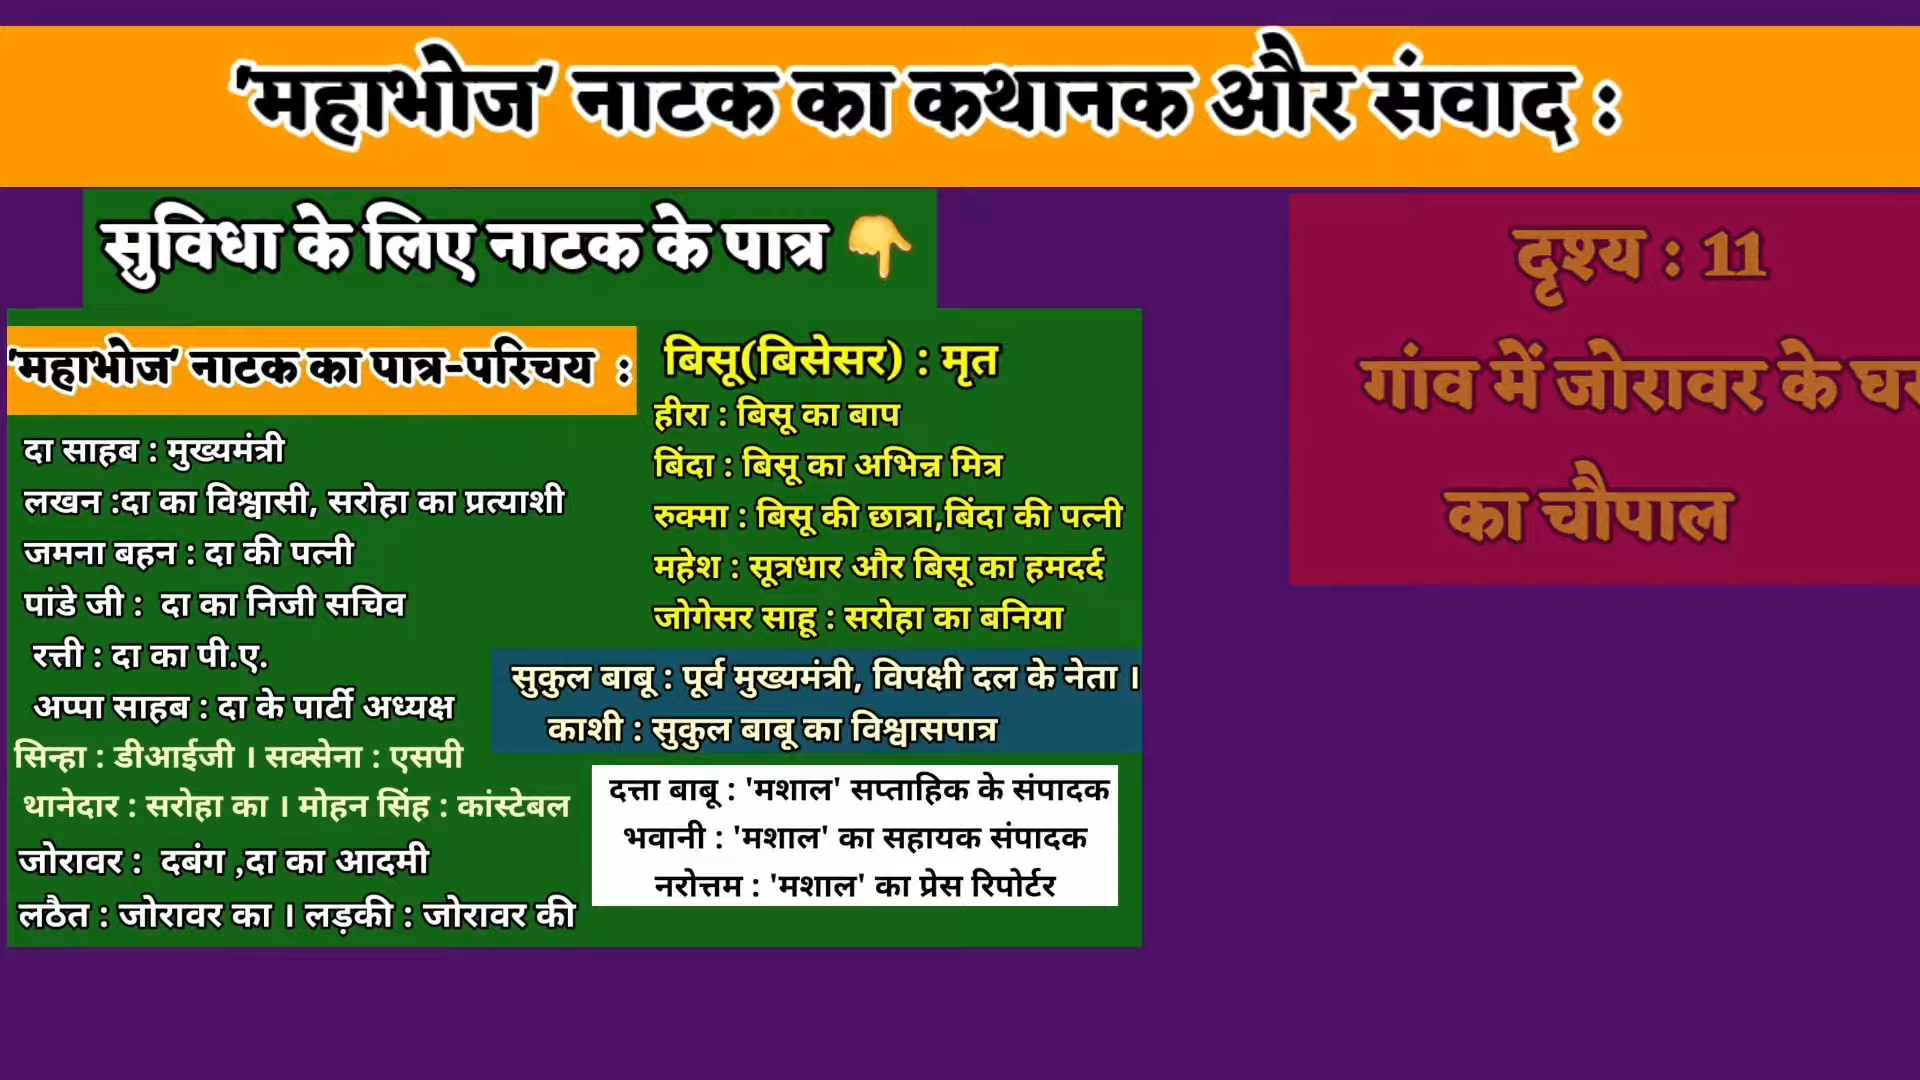 'महाभोज' नाटक का कथानक और संवाद :
सुविधा के लिए नाटक के पात्र 👇
'महाभोज' नाटक का पात्र-परिचय :
दा साहब : मुख्यमंत्री
लखन :दा का विश्वासी, सरोहा का प्रत्याशी
जमना बहन : दा की पत्नी
पांडे जी : दा का निजी सचिव
रत्ती : दा का पी.ए.
अप्पा साहब : दा के पार्टी अध्यक्ष
सिन्हा : डीआईजी । सक्सेना : एसपी
थानेदार : सरोहा का । मोहन सिंह : कांस्टेबल
जोरावर : दबंग ,दा का आदमी
लठैत : जोरावर का । लड़की : जोरावर की
बिसू(बिसेसर) : मृत
हीरा : बिसू का बाप
बिंदा : बिसू का अभिन्न मित्र
रुक्मा : बिसू की छात्रा,बिंदा की पत्नी
महेश : सूत्रधार और बिसू का हमदर्द
जोगेसर साहू : सरोहा का बनिया
सुकुल बाबू : पूर्व मुख्यमंत्री, विपक्षी दल के नेता ।
काशी : सुकुल बाबू का विश्वासपात्र
दत्ता बाबू : 'मशाल' सप्ताहिक के संपादक
भवानी : 'मशाल' का सहायक संपादक
नरोत्तम : 'मशाल' का प्रेस रिपोर्टर
दृश्य : 11
गांव में जोरावर के घर
का चौपाल